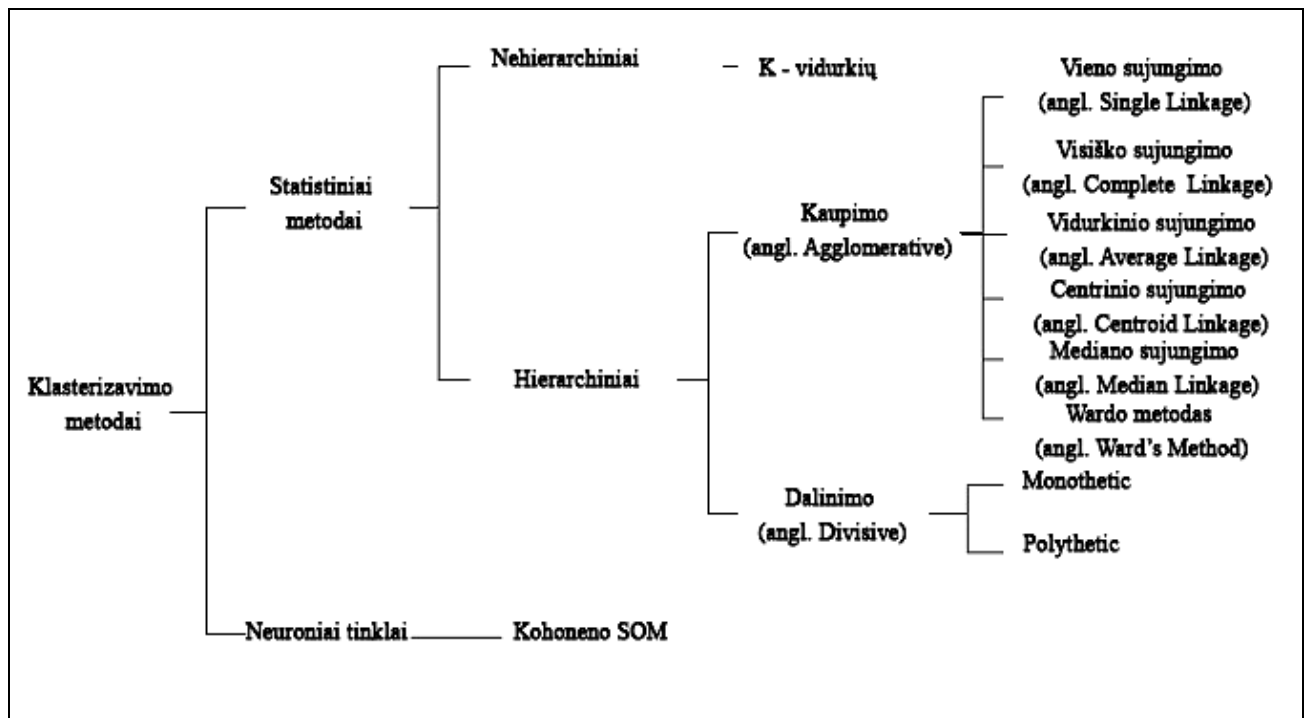 Klasterizavimo
metodai
Statistiniai
metodai
Nehierarchiniai
K - vidurkių
Hierarchiniai
Kaupimo
(angl. Agglomerative)
Vieno sujungimo
(angl. Single Linkage)
Visiško sujungimo
(angl. Complete Linkage)
Vidurkinio sujungimo
(angl. Average Linkage)
Centrinio sujungimo
(angl. Centroid Linkage)
Mediano sujungimo
(angl. Median Linkage)
Wardo metodas
(angl. Ward's Method)
Dalinimo
(angl. Divisive)
Monothetic
Polythetic
Neuroniai tinklai
Kohoneno SOM